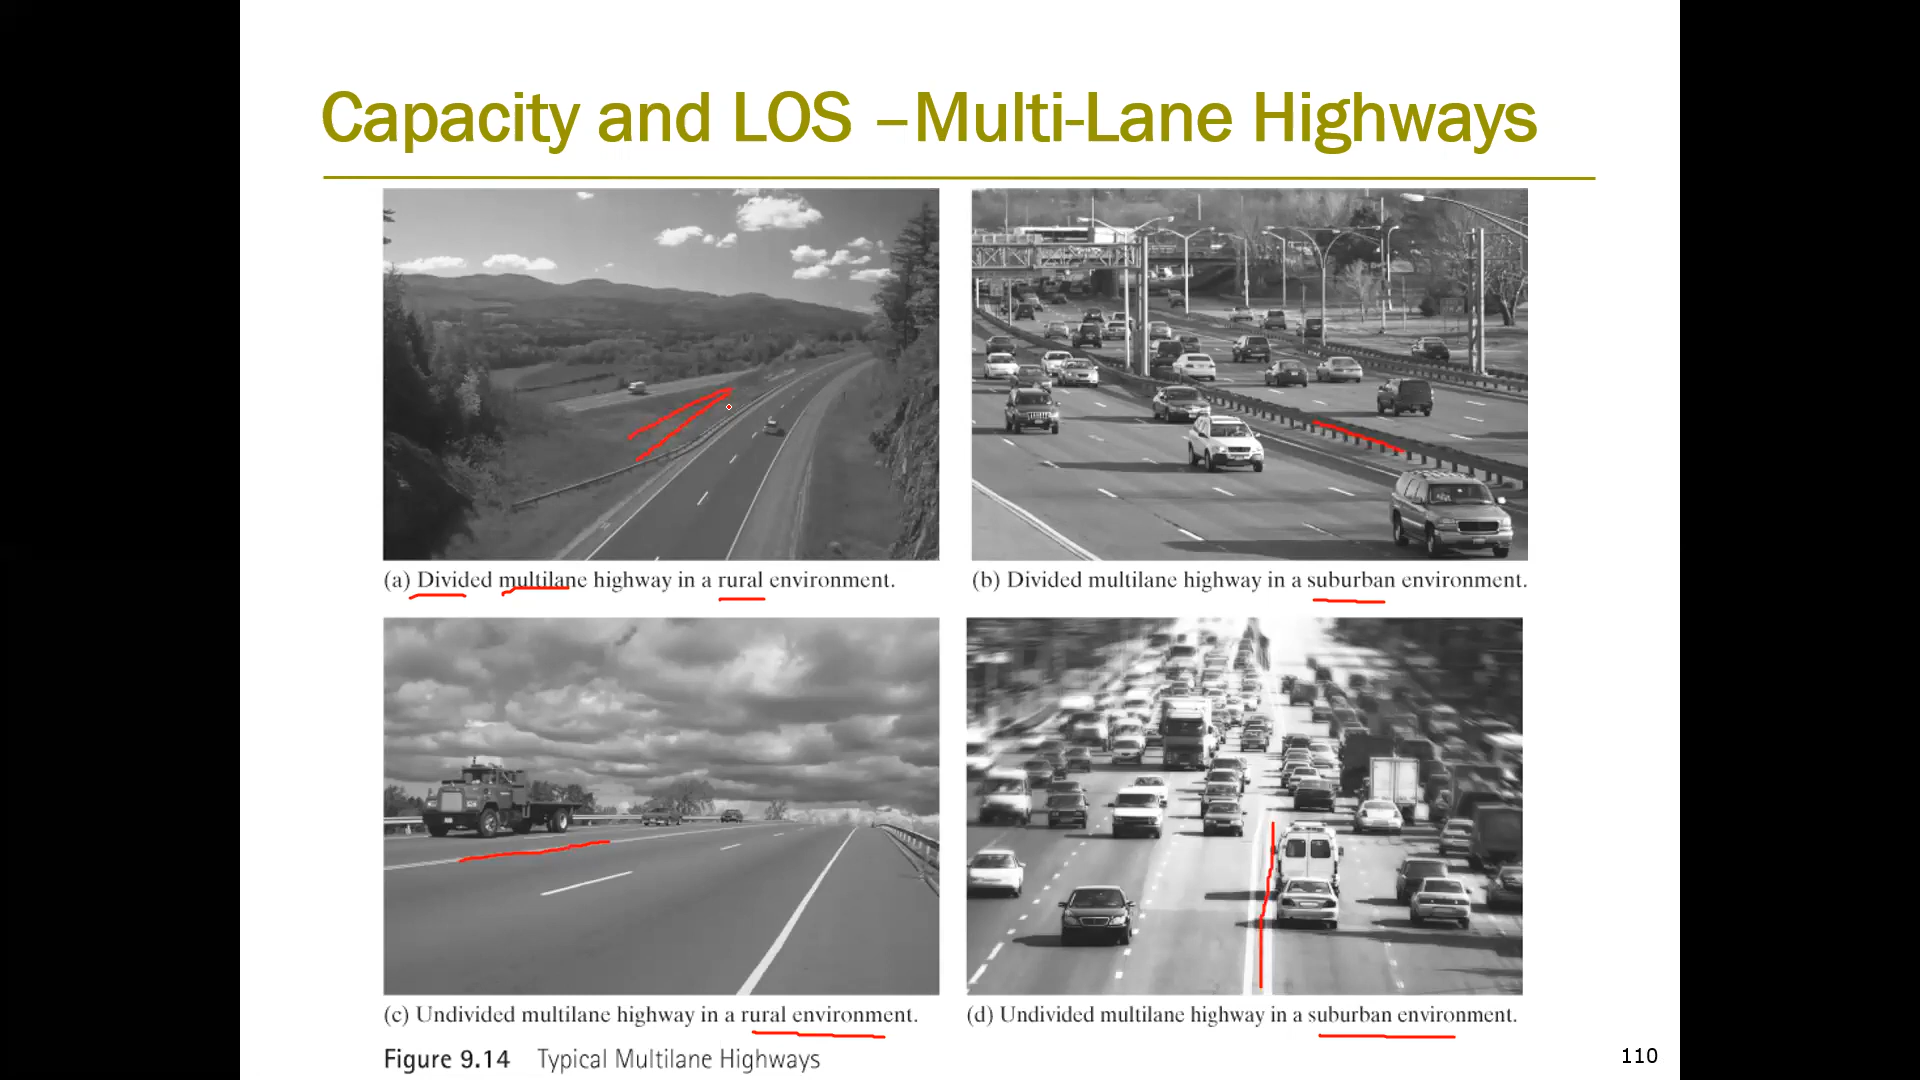 Capacity and LOS –Multi-Lane Highways
(a) Divided multilane highway in a rural environment.
(b) Divided multilane highway in a suburban environment.
(c) Undivided multilane highway in a rural environment.
(d) Undivided multilane highway in a suburban environment.
Figure 9.14 Typical Multilane Highways
110